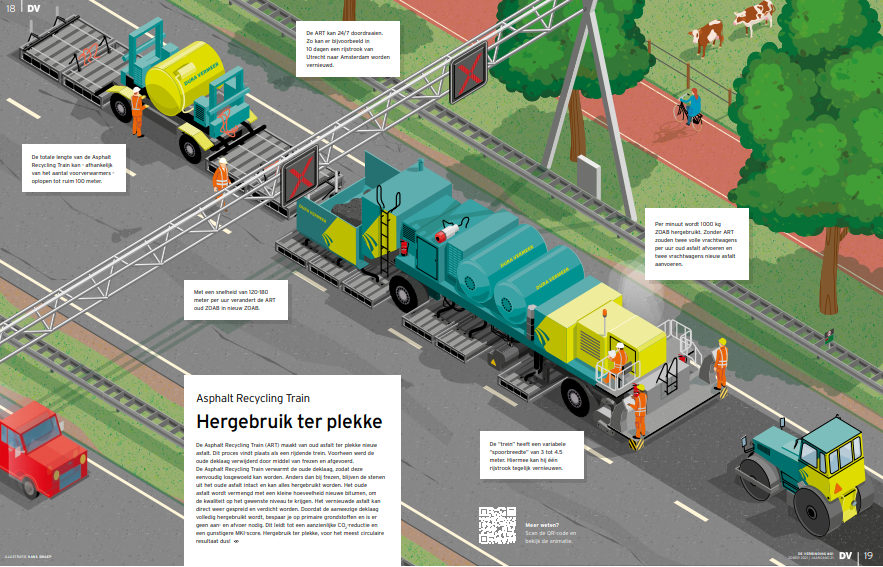 18 | DV
De ART kan 24/7 doordraaien.
Zo kan er bijvoorbeeld in
10 dagen een rijstrook van
Utrecht naar Amsterdam worden
vernieuwd.
DURA VERMEER
De totale lengte van de Asphalt
Recycling Train kan - afhankelijk
van het aantal voorverwarmers -
oplopen tot ruim 100 meter.
DURA VERMEER
Per minuut wordt 1000 kg
ZOAB hergebruikt. Zonder ART
zouden twee volle vrachtwagens
per uur oud asfalt afvoeren en
twee vrachtwagens nieuw asfalt
aanvoeren.
DURA VERMEER
DURA VERMEER
Met een snelheid van 120-180
meter per uur verandert de ART
oud ZOAB in nieuw ZOAB.
Asphalt Recycling Train
Hergebruik ter plekke
De Asphalt Recycling Train (ART) maakt van oud asfalt ter plekke nieuw
asfalt. Dit proces vindt plaats als een rijdende trein. Voorheen werd de
oude deklaag verwijderd door middel van frezen en afgevoerd.
De Asphalt Recycling Train verwarmt de oude deklaag, zodat deze
eenvoudig losgewoeld kan worden. Anders dan bij frezen, blijven de stenen
uit het oude asfalt intact en kan alles hergebruikt worden. Het oude
asfalt wordt vermengd met een kleine hoeveelheid nieuwe bitumen, om
de kwaliteit op het gewenste niveau te krijgen. Het vernieuwde asfalt kan
direct weer gespreid en verdicht worden. Doordat de aanwezige deklaag
volledig hergebruikt wordt, bespaar je op primaire grondstoffen en is er
geen aan- en afvoer nodig. Dit leidt tot een aanzienlijke CO₂-reductie en
een gunstigere MKI-score. Hergebruik ter plekke, voor het meest circulaire
resultaat dus!
De "trein" heeft een variabele
"spoorbreedte" van 3 tot 4.5
meter. Hiermee kan hij één
rijstrook tegelijk vernieuwen.
Meer weten?
Scan de QR-code en
bekijk de animatie.
DV | 19